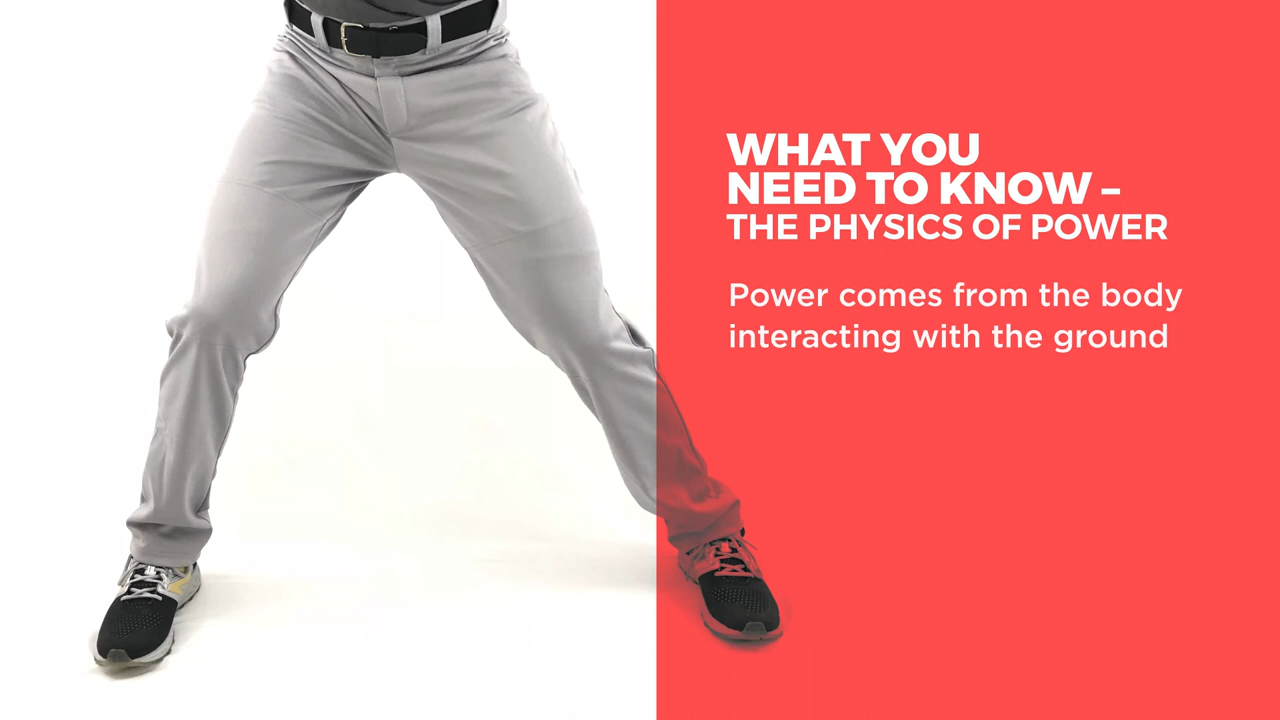 WHAT YOU
NEED TO KNOW –
THE PHYSICS OF POWER
Power comes from the body
interacting with the ground